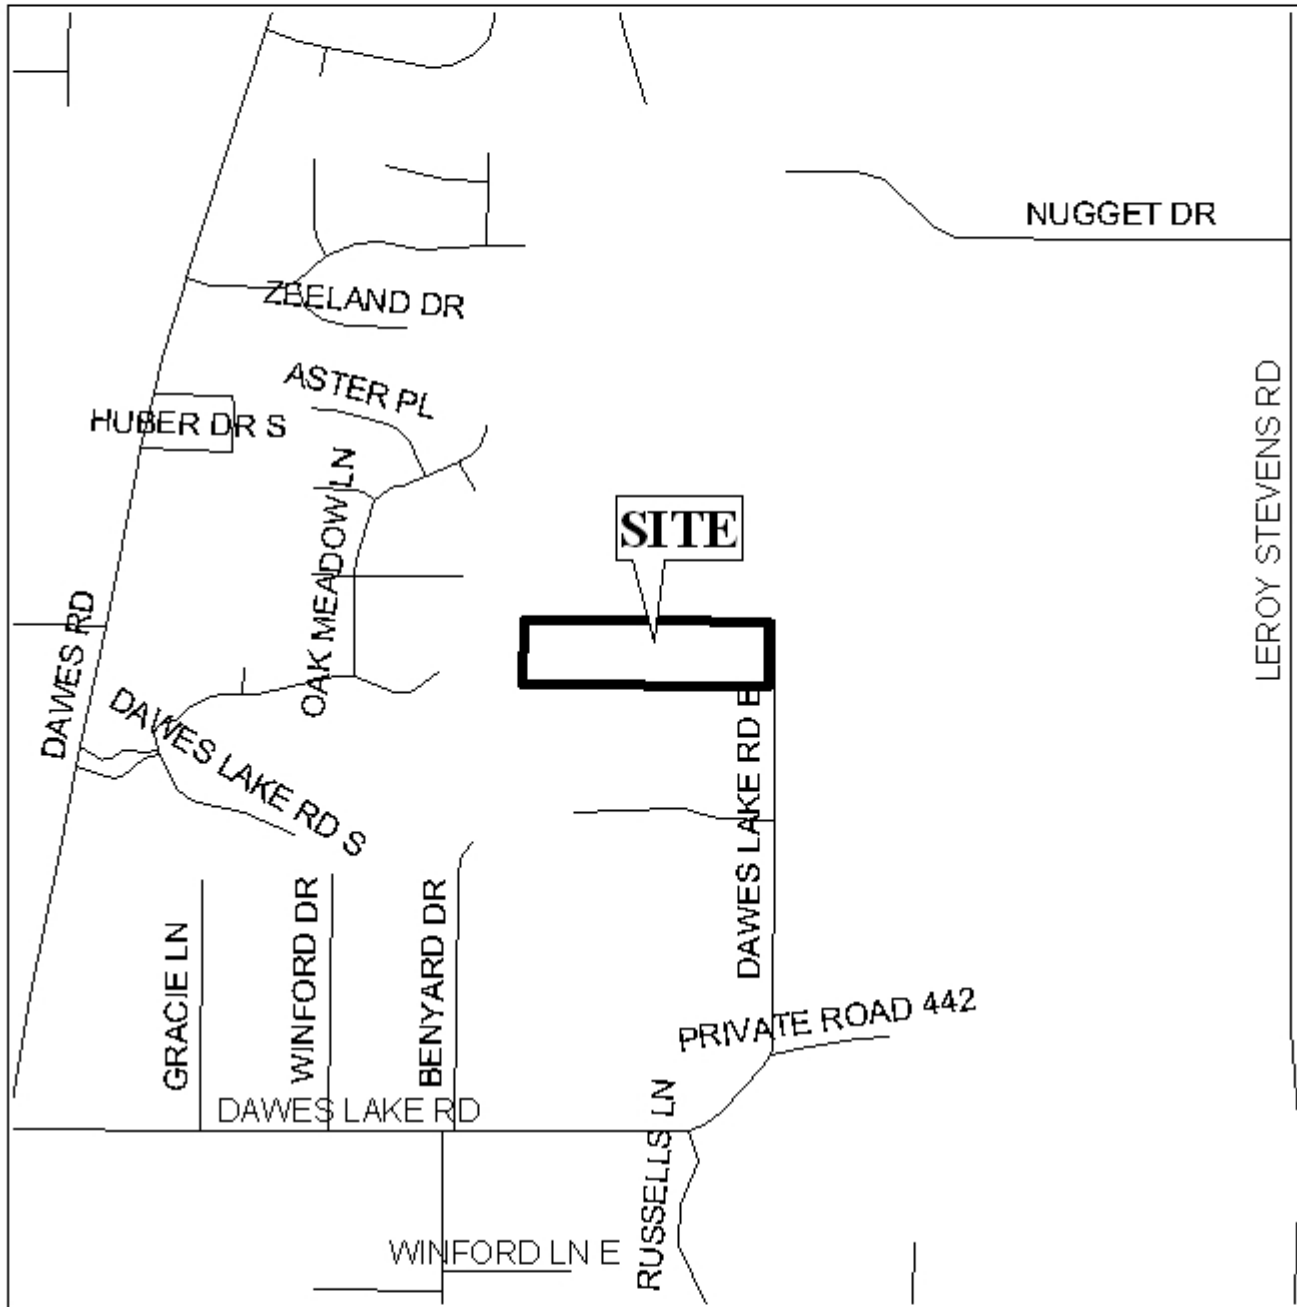 NUGGET DR
ZEELAND DR
ASTER PL
HUBER DR S
LEROY STEVENS RD
OAK MEADOW LN
SITE
DAWES RD
DAWES LAKE RD S
DAWES LAKE RD E
GRACIE LN
WINFORD DR
BENYARD DR
PRIVATE ROAD 442
DAWES LAKE RD
RUSSELLS LN
WINFORD LN E